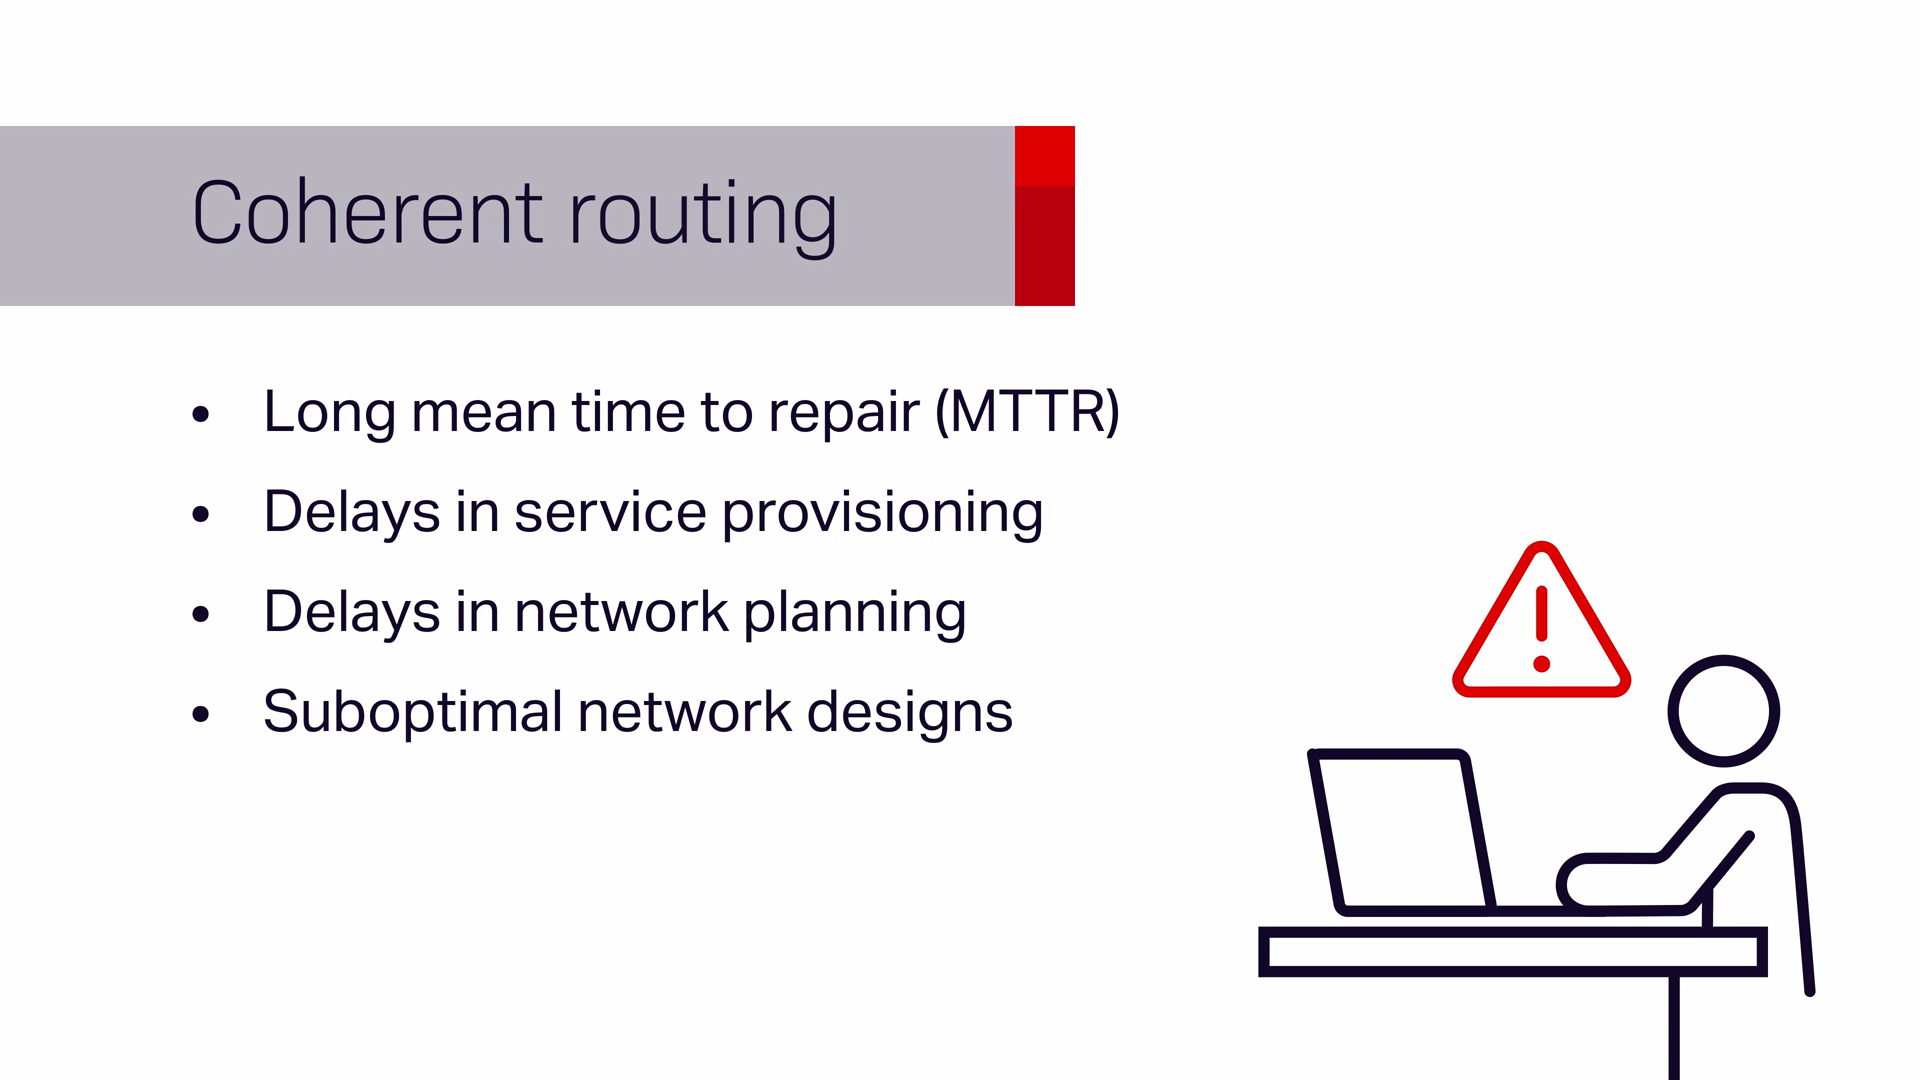 Coherent routing
• Long mean time to repair (MTTR)
• Delays in service provisioning
• Delays in network planning
• Suboptimal network designs